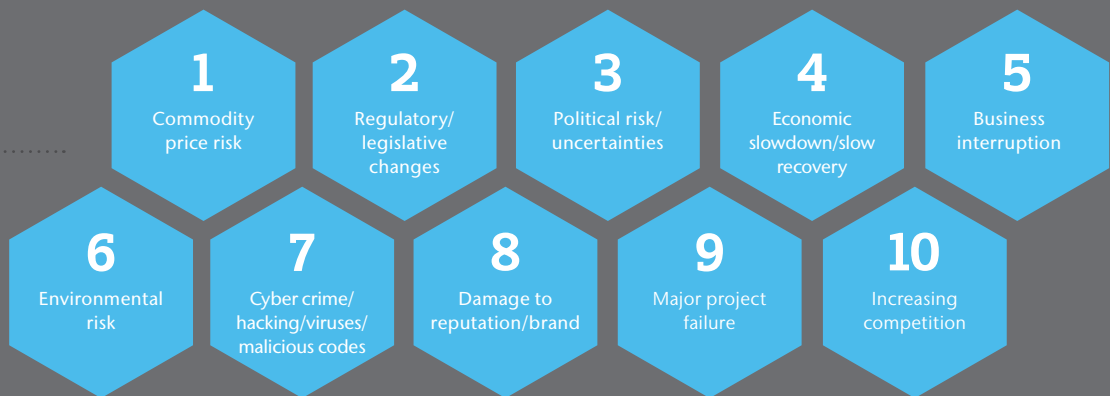 1
Commodity
price risk
2
Regulatory/
legislative
changes
3
Political risk/
uncertainties
4
Economic
slowdown/slow
recovery
5
Business
interruption
6
Environmental
risk
7
Cyber crime/
hacking/viruses/
malicious codes
8
Damage to
reputation/brand
9
Major project
failure
10
Increasing
competition